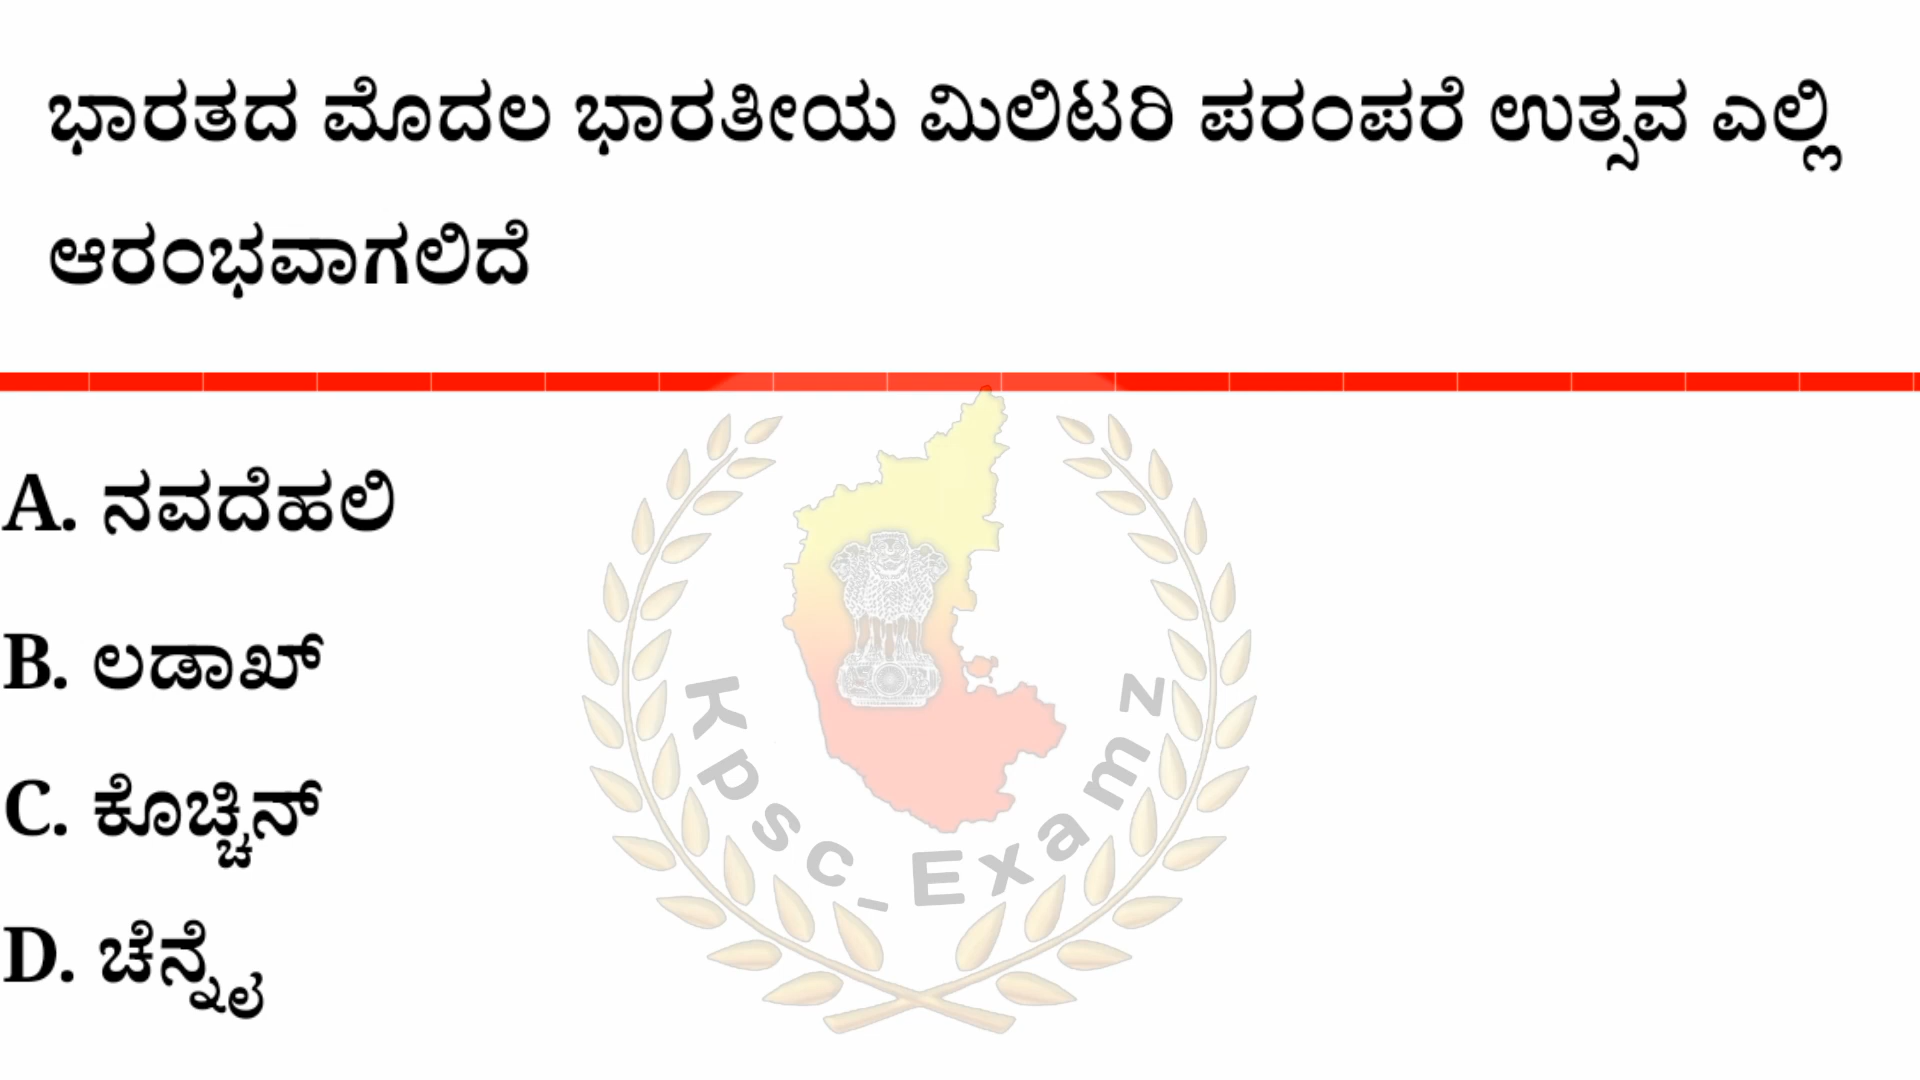 ಭಾರತದ ಮೊದಲ ಭಾರತೀಯ ಮಿಲಿಟರಿ ಪರಂಪರೆ ಉತ್ಸವ ಎಲ್ಲಿ
ಆರಂಭವಾಗಲಿದೆ
A. ನವದೆಹಲಿ
B. ಲಡಾಖ್
C. ಕೊಚ್ಚಿನ್
D. ಚೆನ್ನೈ
Kpsc_Examz